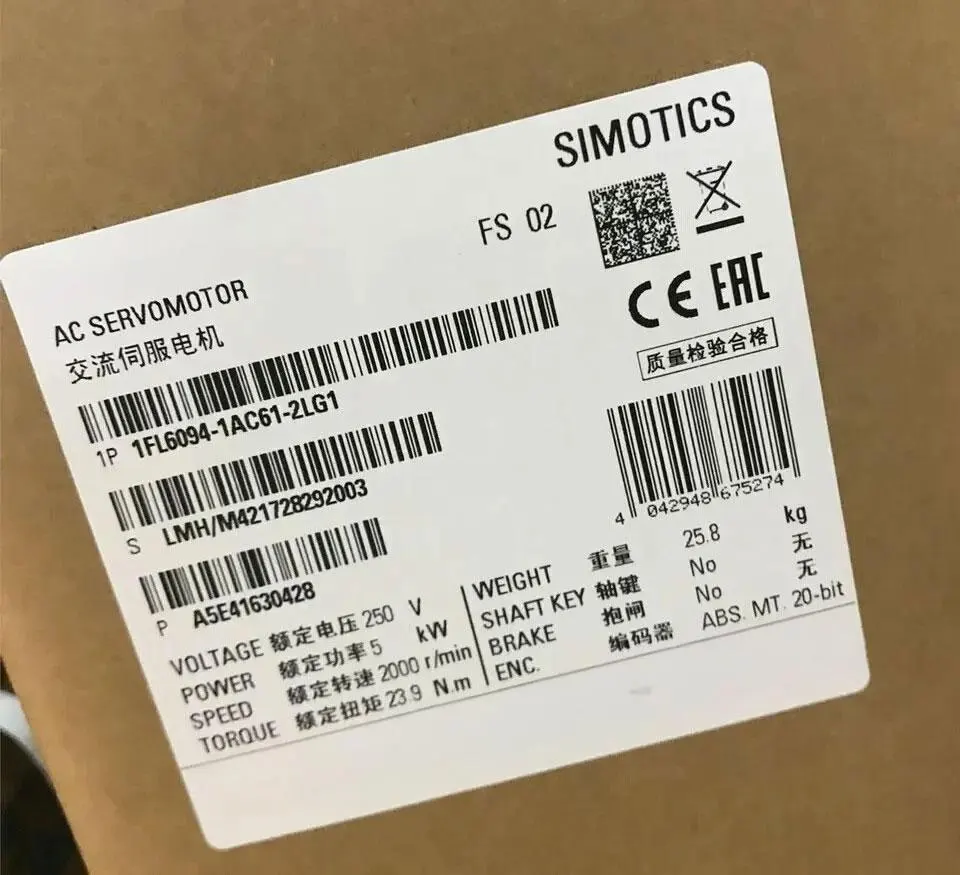 SIMOTICS
FS 02
CE EAC
质量检验合格
AC SERVOMOTOR
交流伺服电机
1P 1FL6094-1AC61-2LG1
S LMH/M421728292003
P A5E41630428
4 042948 675274
VOLTAGE 额定电压 250 V
POWER 额定功率 5 kW
SPEED 额定转速 2000 r/min
TORQUE 额定扭矩 23.9 N.m
WEIGHT 重量 25.8 kg
SHAFT KEY 轴键 No 无
BRAKE 抱闸 No 无
ENC. 编码器 ABS. MT. 20-bit